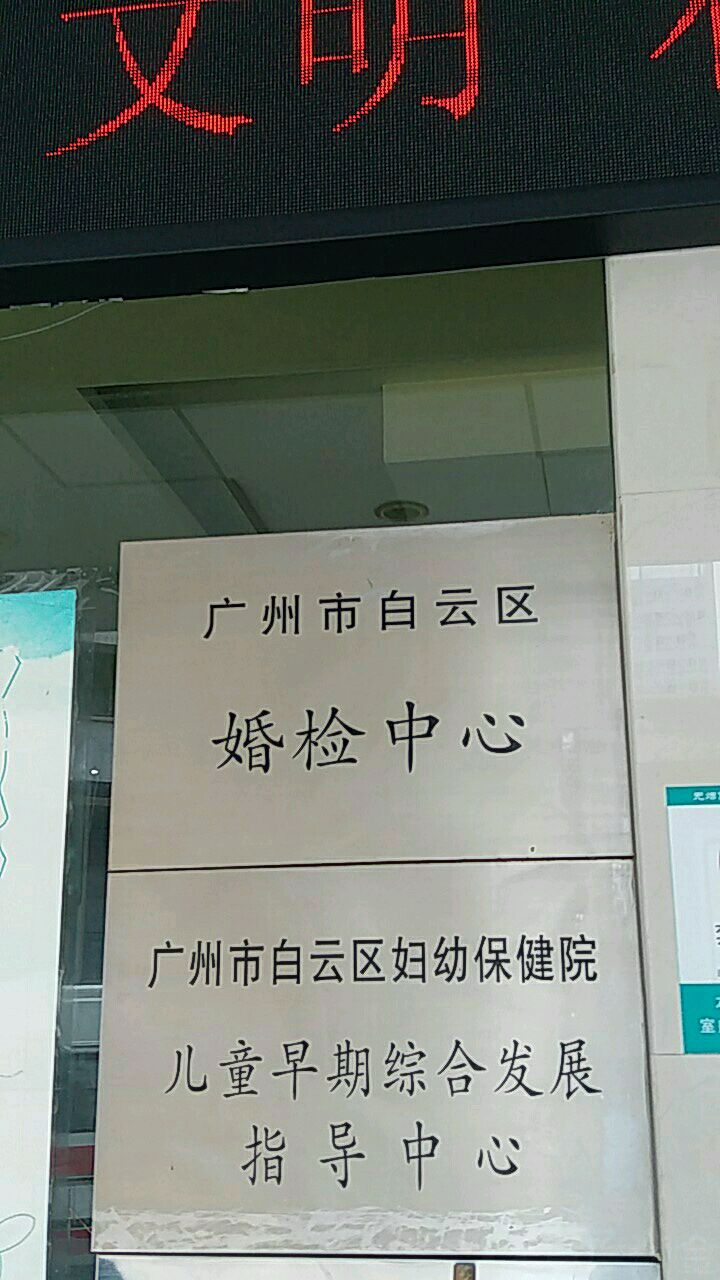 文明
广州市白云区
婚检中心
广州市白云区妇幼保健院
儿童早期综合发展
指导中心
室